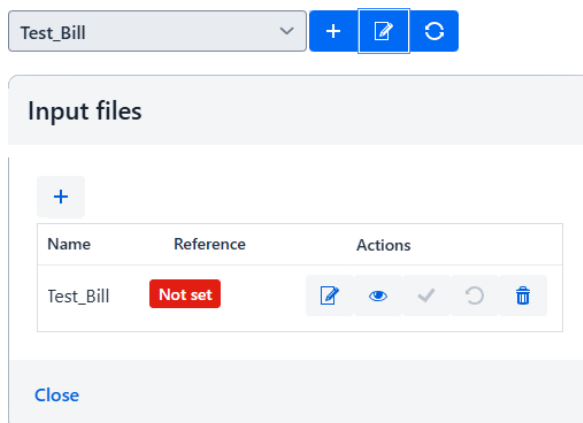 Test_Bill
Input files
Name Reference Actions
Test_Bill Not set
Close